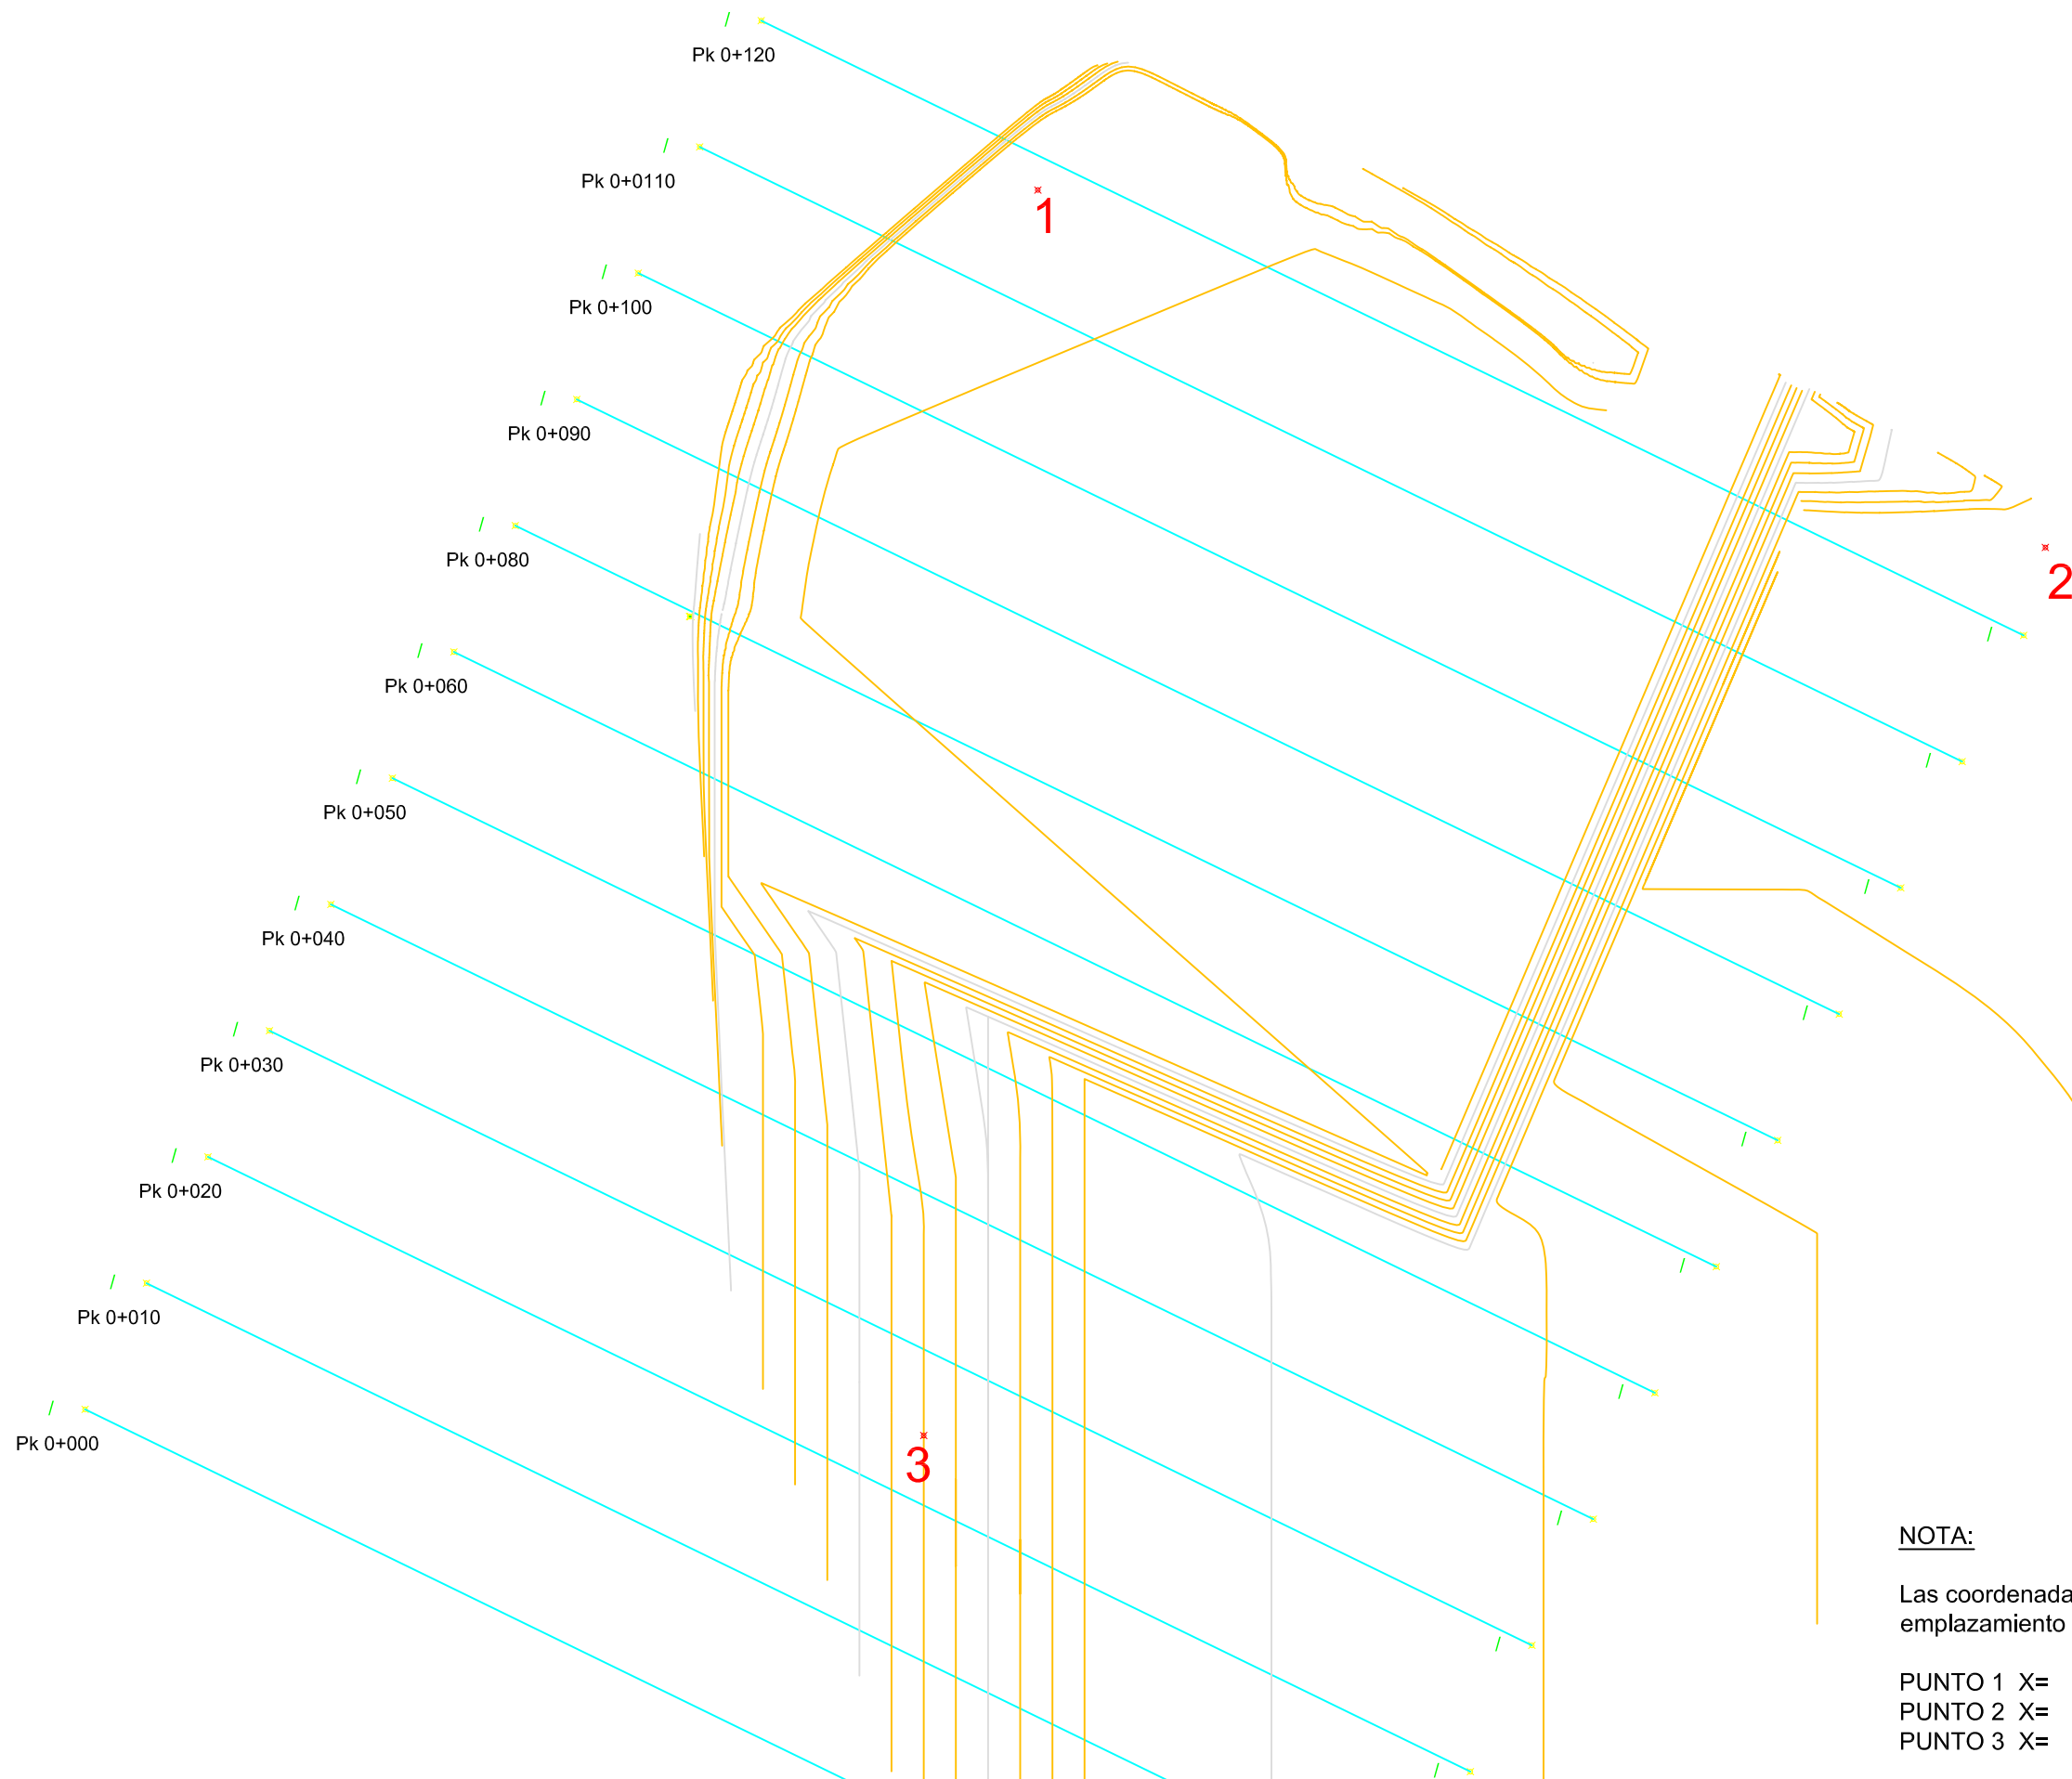 Pk 0+120
Pk 0+0110
1
Pk 0+100
Pk 0+090
Pk 0+080
2
Pk 0+060
Pk 0+050
Pk 0+040
Pk 0+030
Pk 0+020
Pk 0+010
Pk 0+000
3
NOTA:
Las coordenada
emplazamiento
PUNTO 1 X=
PUNTO 2 X=
PUNTO 3 X=